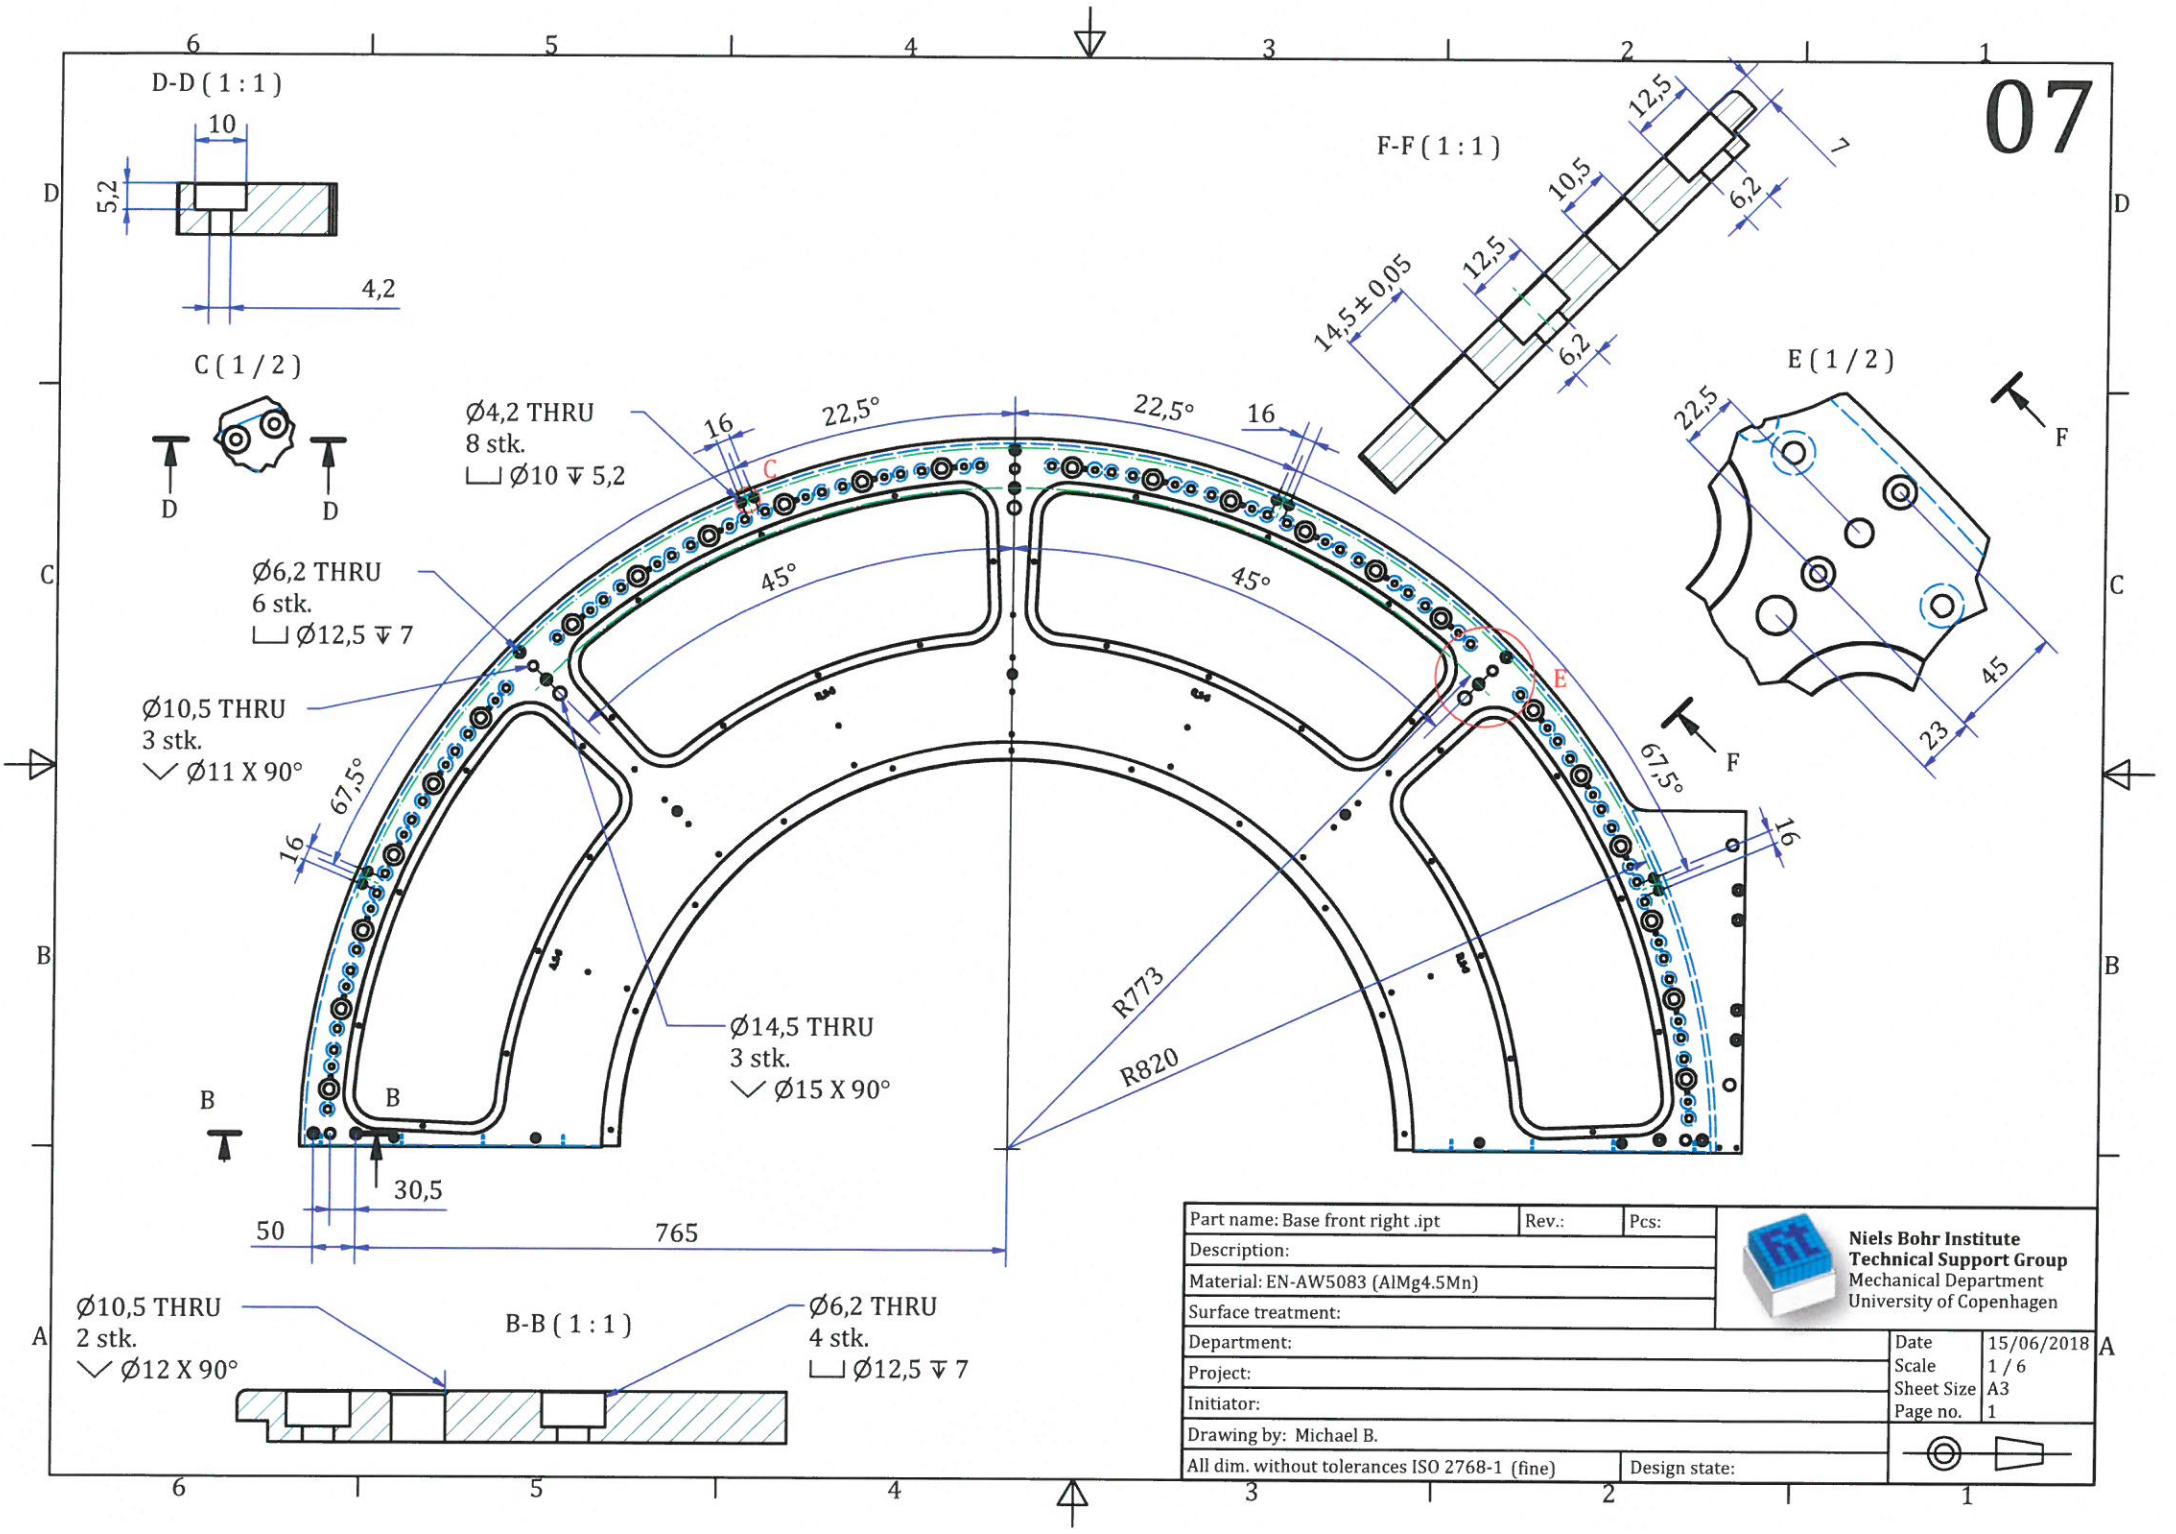 6 5 4 3 2 1
D-D ( 1 : 1 )
10
5,2
4,2
07
F-F ( 1 : 1 )
12,5
7
10,5
6,2
12,5
14,5± 0,05
6,2
D
D
C ( 1 / 2 )
D
D
E ( 1 / 2 )
22,5
F
45
23
F
Ø4,2 THRU
8 stk.
Ø10 ↧ 5,2
16
C
22,5°
22,5°
16
C
C
Ø6,2 THRU
6 stk.
Ø12,5 ↧ 7
45°
45°
E
Ø10,5 THRU
3 stk.
Ø11 X 90°
67,5°
67,5°
16
16
B
B
Ø14,5 THRU
3 stk.
Ø15 X 90°
R773
R820
B
B
30,5
50
765
Ø10,5 THRU
2 stk.
Ø12 X 90°
B-B ( 1 : 1 )
Ø6,2 THRU
4 stk.
Ø12,5 ↧ 7
A
A
Part name: Base front right .ipt
Rev.:
Pcs:
Description:
Material: EN-AW5083 (AlMg4.5Mn)
Surface treatment:
Niels Bohr Institute
Technical Support Group
Mechanical Department
University of Copenhagen
Department:
Project:
Initiator:
Drawing by: Michael B.
All dim. without tolerances ISO 2768-1 (fine)
Design state:
Date 15/06/2018
Scale 1 / 6
Sheet Size A3
Page no. 1
6 5 4 3 2 1